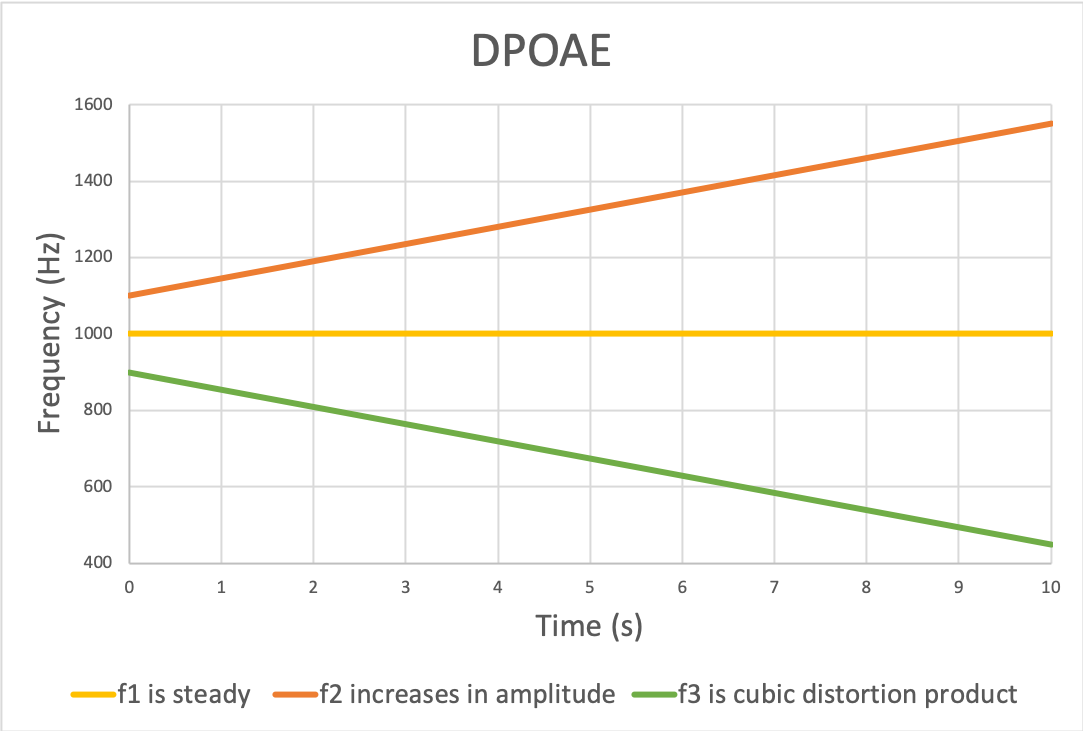 DPOAE
1600
1400
1200
1000
800
600
400
Frequency (Hz)
0 1 2 3 4 5 6 7 8 9 10
Time (s)
f1 is steady f2 increases in amplitude f3 is cubic distortion product